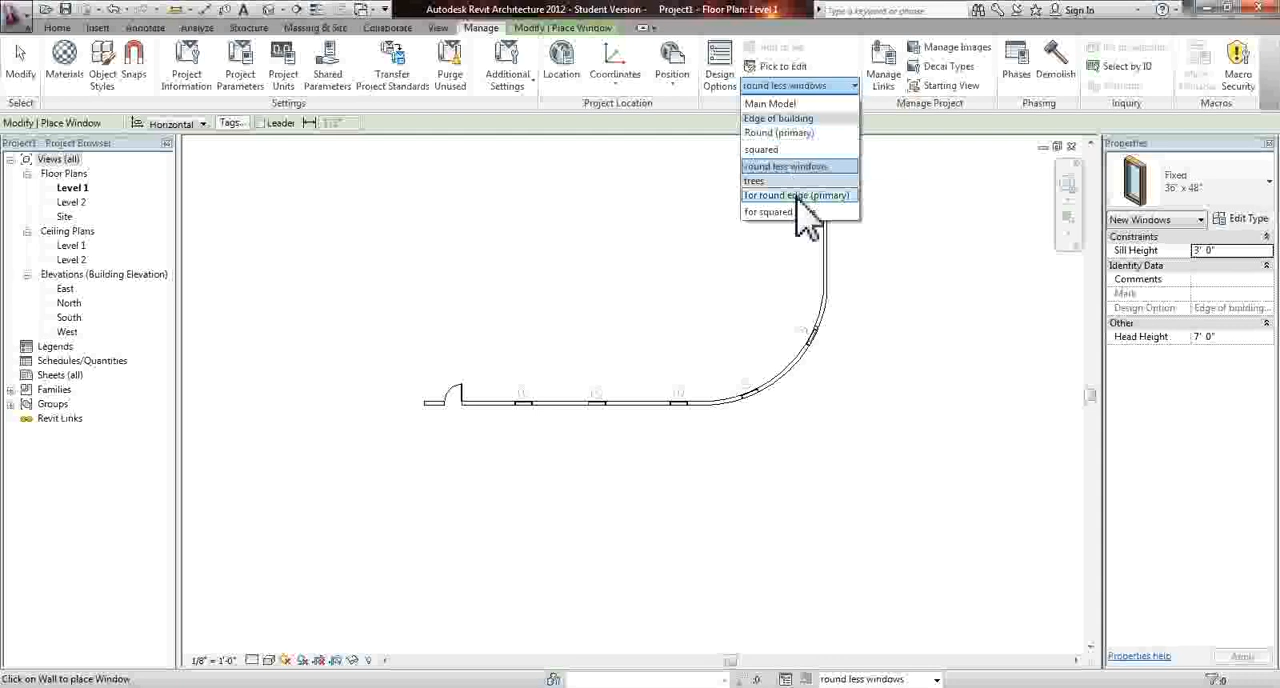 Autodesk Revit Architecture 2012 - Student Version - Project1 - Floor Plan: Level 1
Type a keyword or phrase
Sign In
Home Insert Annotate Analyze Structure Massing & Site Collaborate View Manage Modify | Place Window
Modify
Materials
Object Styles
Snaps
Project Information
Project Parameters
Project Units
Shared Parameters
Transfer Project Standards
Purge Unused
Additional Settings
Location
Coordinates
Position
Design Options
Add to Set
Pick to Edit
round less windows
Manage Links
Manage Images
Decal Types
Starting View
Phases
Demolish
Select by ID
Macro Security
Select
Settings
Project Location
Manage Project
Phasing
Inquiry
Macros
Main Model
Edge of building
Round (primary)
squared
round less windows
trees
for round edge (primary)
for squared
Modify | Place Window
Horizontal
Tags...
Leader
1/2"
Project1 - Project Browser
Views (all)
Floor Plans
Level 1
Level 2
Site
Ceiling Plans
Level 1
Level 2
Elevations (Building Elevation)
East
North
South
West
Legends
Schedules/Quantities
Sheets (all)
Families
Groups
Revit Links
Properties
Fixed
36" x 48"
New Windows
Edit Type
Constraints
Sill Height 3' 0"
Identity Data
Comments
Mark
Design Option Edge of building...
Other
Head Height 7' 0"
Properties help
Apply
1/8" = 1'-0"
Click on Wall to place Window
:0
round less windows
:0